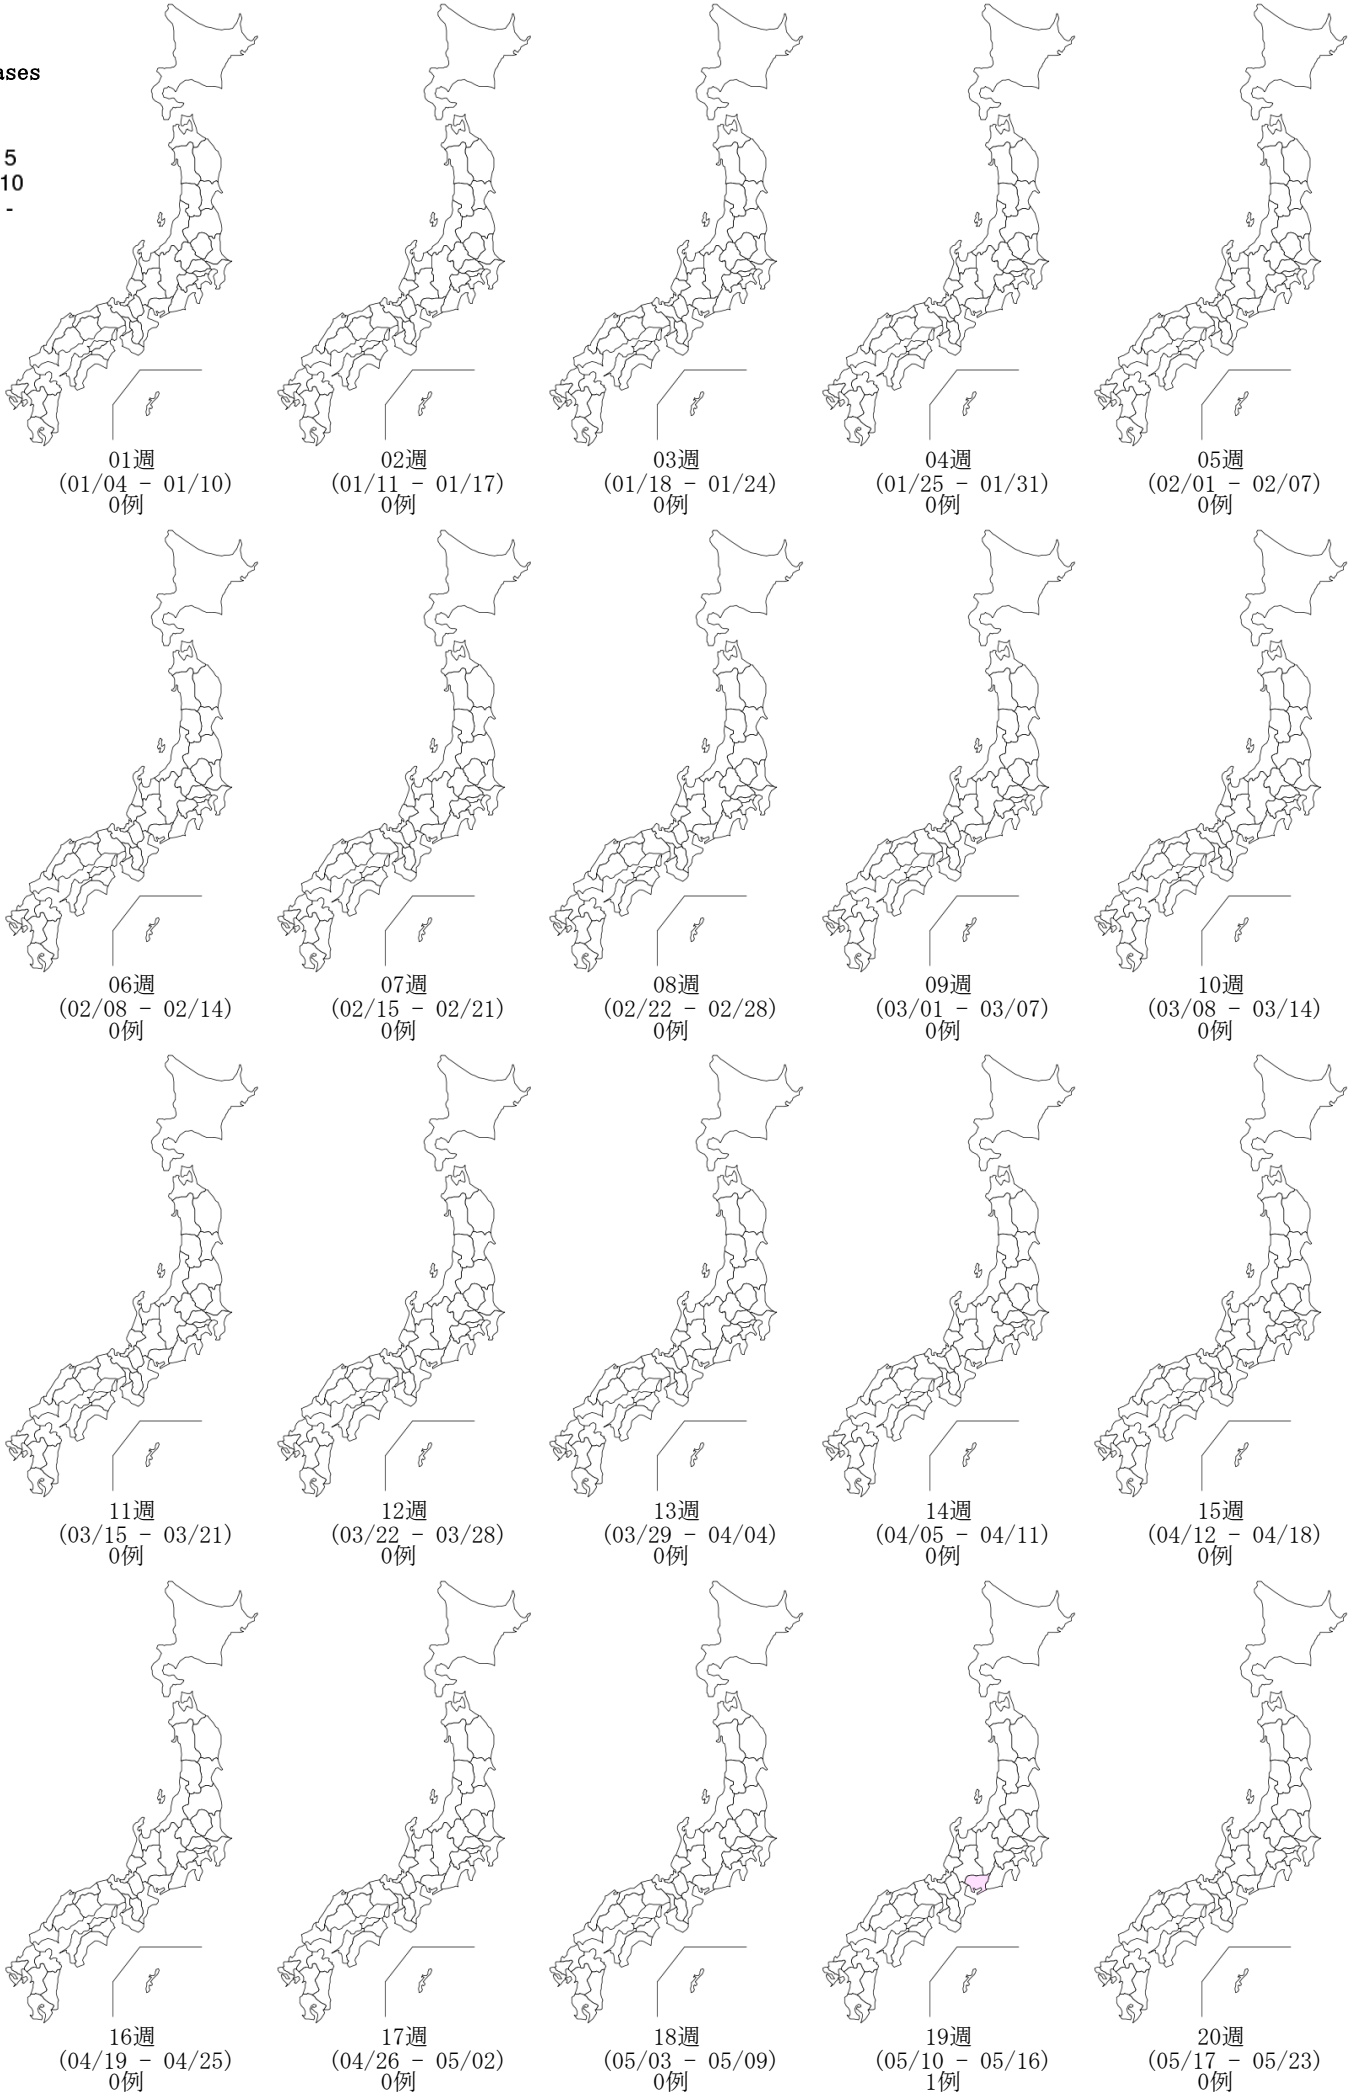 ases
5
10
-
01週
(01/04 - 01/10)
0例
02週
(01/11 - 01/17)
0例
03週
(01/18 - 01/24)
0例
04週
(01/25 - 01/31)
0例
05週
(02/01 - 02/07)
0例
06週
(02/08 - 02/14)
0例
07週
(02/15 - 02/21)
0例
08週
(02/22 - 02/28)
0例
09週
(03/01 - 03/07)
0例
10週
(03/08 - 03/14)
0例
11週
(03/15 - 03/21)
0例
12週
(03/22 - 03/28)
0例
13週
(03/29 - 04/04)
0例
14週
(04/05 - 04/11)
0例
15週
(04/12 - 04/18)
0例
16週
(04/19 - 04/25)
0例
17週
(04/26 - 05/02)
0例
18週
(05/03 - 05/09)
0例
19週
(05/10 - 05/16)
1例
20週
(05/17 - 05/23)
0例